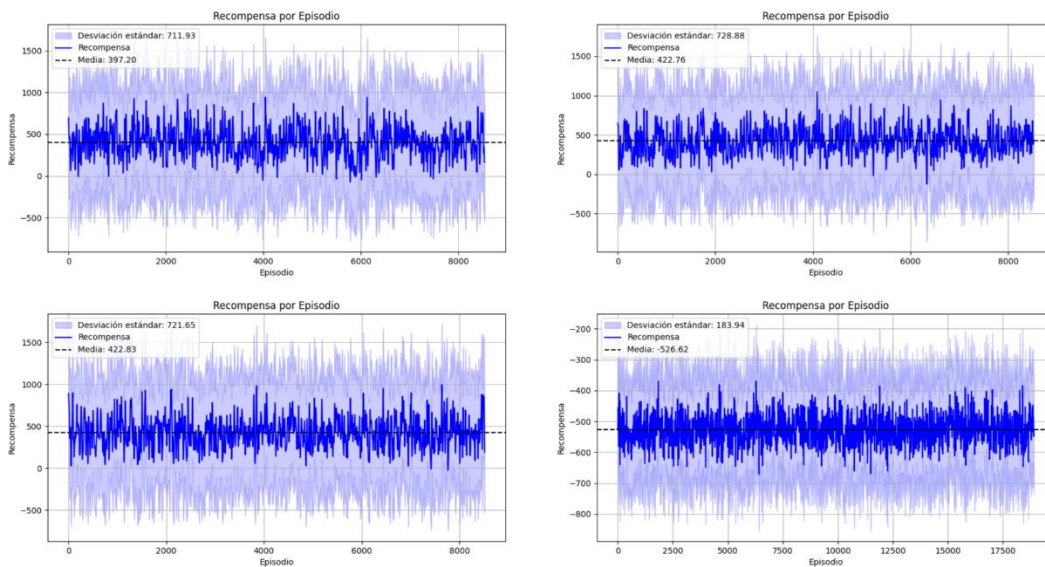 Recompensa por Episodio
Desviación estándar: 711.93
Recompensa
Media: 397.20
1500
1000
500
0
−500
Recompensa
0
2000
4000
6000
8000
Episodio
Recompensa por Episodio
Desviación estándar: 728.88
Recompensa
Media: 422.76
1500
1000
500
0
−500
Recompensa
0
2000
4000
6000
8000
Episodio
Recompensa por Episodio
Desviación estándar: 721.65
Recompensa
Media: 422.83
1500
1000
500
0
−500
Recompensa
0
2000
4000
6000
8000
Episodio
Recompensa por Episodio
Desviación estándar: 183.94
Recompensa
Media: -526.62
−200
−300
−400
−500
−600
−700
−800
Recompensa
0
2500
5000
7500
10000
12500
15000
17500
Episodio